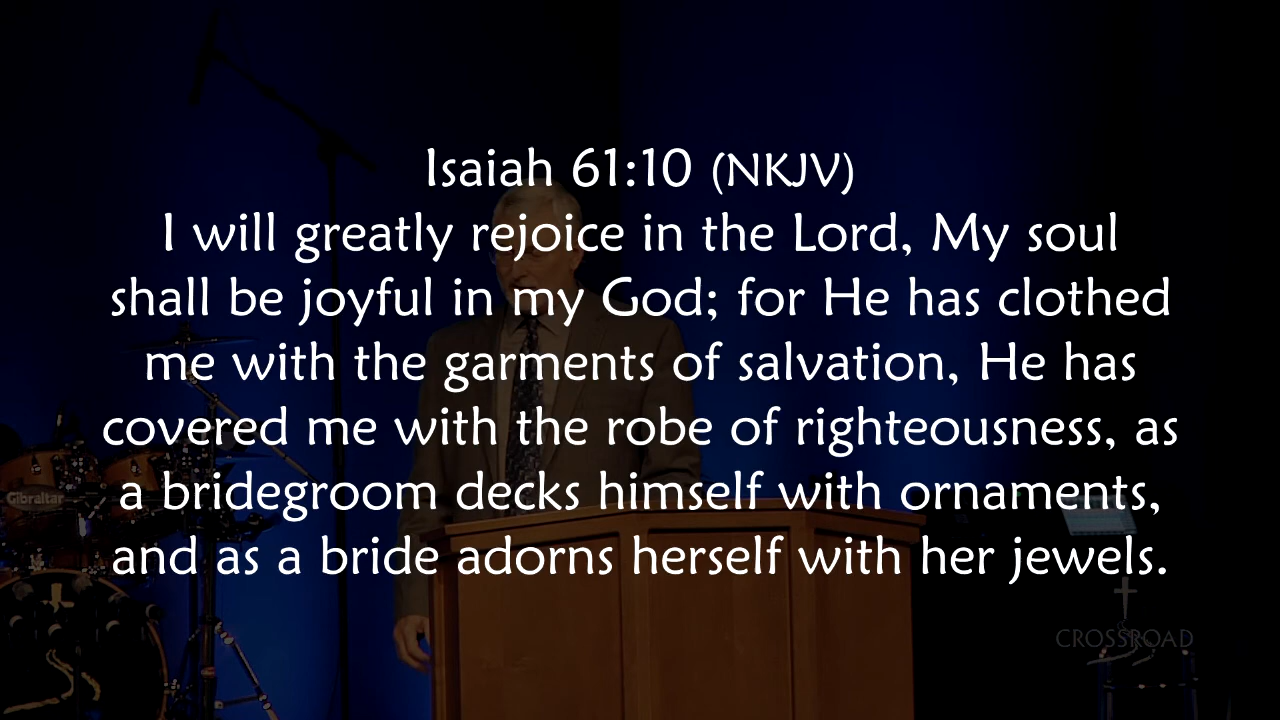 Isaiah 61:10 (NKJV)
I will greatly rejoice in the Lord, My soul
shall be joyful in my God; for He has clothed
me with the garments of salvation, He has
covered me with the robe of righteousness, as
a bridegroom decks himself with ornaments,
and as a bride adorns herself with her jewels.
Gibraltar
CROSSROAD